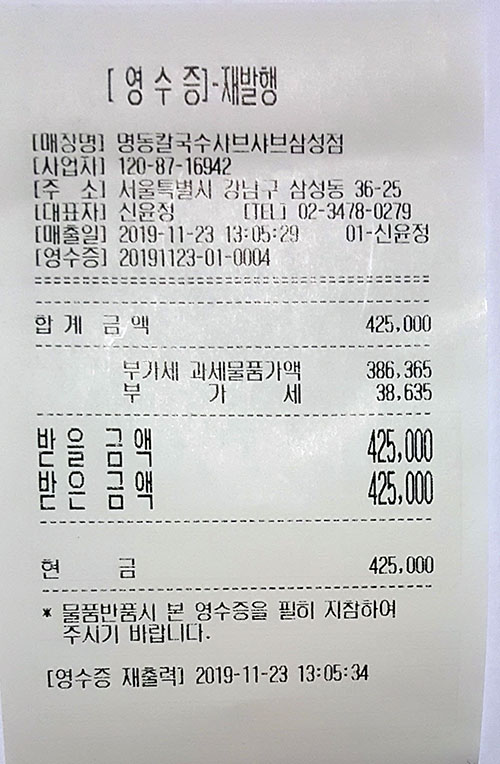 [영수증]-재발행
[매장명] 명동칼국수샤브샤브삼성점
[사업자] 120-87-16942
[주 소] 서울특별시 강남구 삼성동 36-25
[대표자] 신윤정 [TEL] 02-3478-0279
[매출일] 2019-11-23 13:05:29 01-신윤정
[영수증] 20191123-01-0004
합 계 금 액 425,000
부가세 과세물품가액 386,365
부 가 세 38,635
받 을 금 액 425,000
받 은 금 액 425,000
현 금 425,000
* 물품반품시 본 영수증을 필히 지참하여
주시기 바랍니다.
[영수증 재출력] 2019-11-23 13:05:34